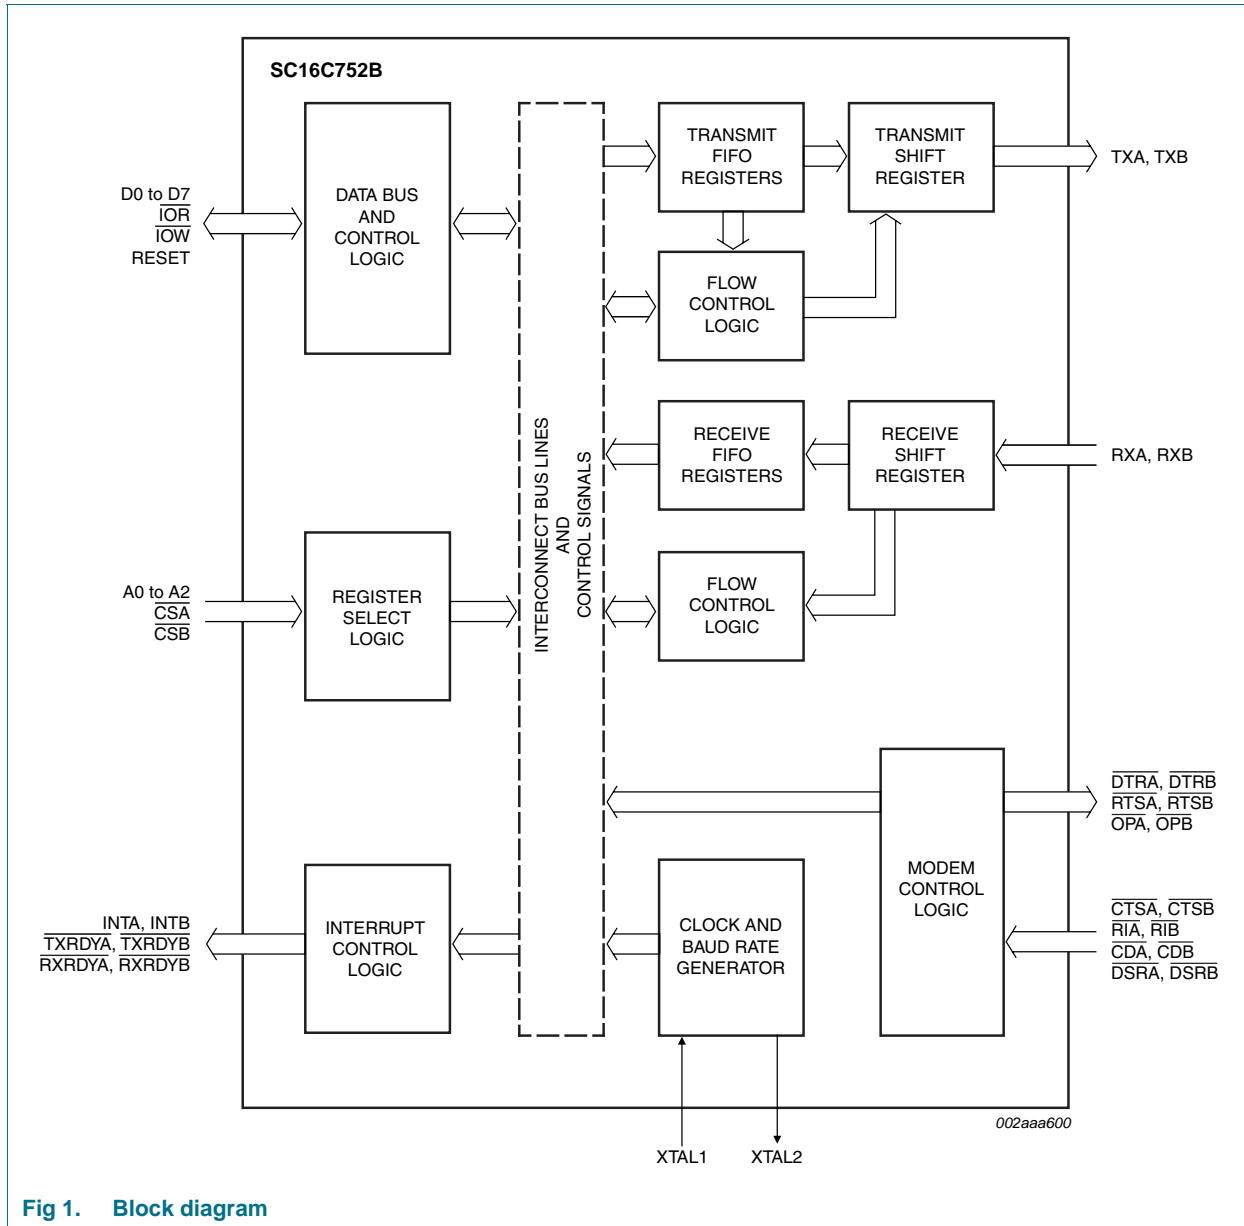 SC16C752B
D0 to D7
IOR
IOW
RESET
DATA BUS
AND
CONTROL
LOGIC
TRANSMIT
FIFO
REGISTERS
TRANSMIT
SHIFT
REGISTER
TXA, TXB
FLOW
CONTROL
LOGIC
INTERCONNECT BUS LINES
AND
CONTROL SIGNALS
RECEIVE
FIFO
REGISTERS
RECEIVE
SHIFT
REGISTER
RXA, RXB
A0 to A2
CSA
CSB
REGISTER
SELECT
LOGIC
FLOW
CONTROL
LOGIC
DTRA, DTRB
RTSA, RTSB
OPA, OPB
MODEM
CONTROL
LOGIC
CTSA, CTSB
RIA, RIB
CDA, CDB
DSRA, DSRB
INTA, INTB
TXRDYA, TXRDYB
RXRDYA, RXRDYB
INTERRUPT
CONTROL
LOGIC
CLOCK AND
BAUD RATE
GENERATOR
002aaa600
XTAL1
XTAL2
Fig 1. Block diagram